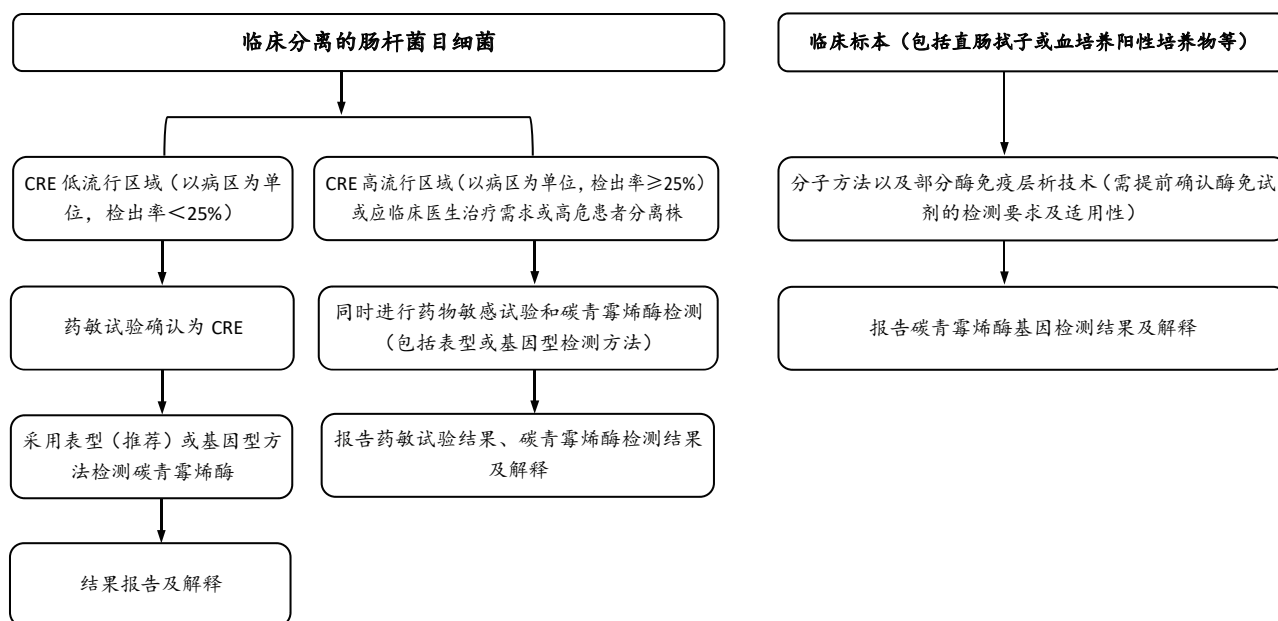 临床分离的肠杆菌目细菌
CRE 低流行区域（以病区为单
位，检出率＜25%）
药敏试验确认为 CRE
采用表型（推荐）或基因型方
法检测碳青霉烯酶
结果报告及解释
CRE 高流行区域（以病区为单位，检出率≥25%）
或应临床医生治疗需求或高危患者分离株
同时进行药物敏感试验和碳青霉烯酶检测
（包括表型或基因型检测方法）
报告药敏试验结果、碳青霉烯酶检测结果
及解释
临床标本（包括直肠拭子或血培养阳性培养物等）
分子方法以及部分酶免疫层析技术（需提前确认酶免试
剂的检测要求及适用性）
报告碳青霉烯酶基因检测结果及解释